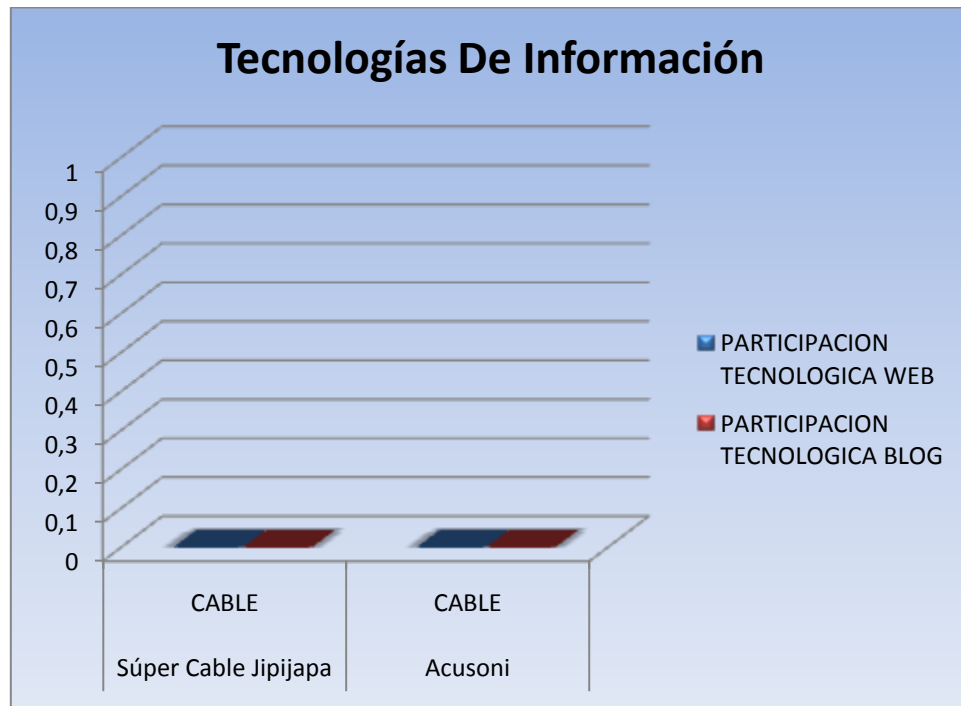 Tecnologías De Información
1
0,9
0,8
0,7
0,6
0,5
0,4
0,3
0,2
0,1
0
PARTICIPACION
TECNOLOGICA WEB
PARTICIPACION
TECNOLOGICA BLOG
CABLE
CABLE
Súper Cable Jipijapa
Acusoni